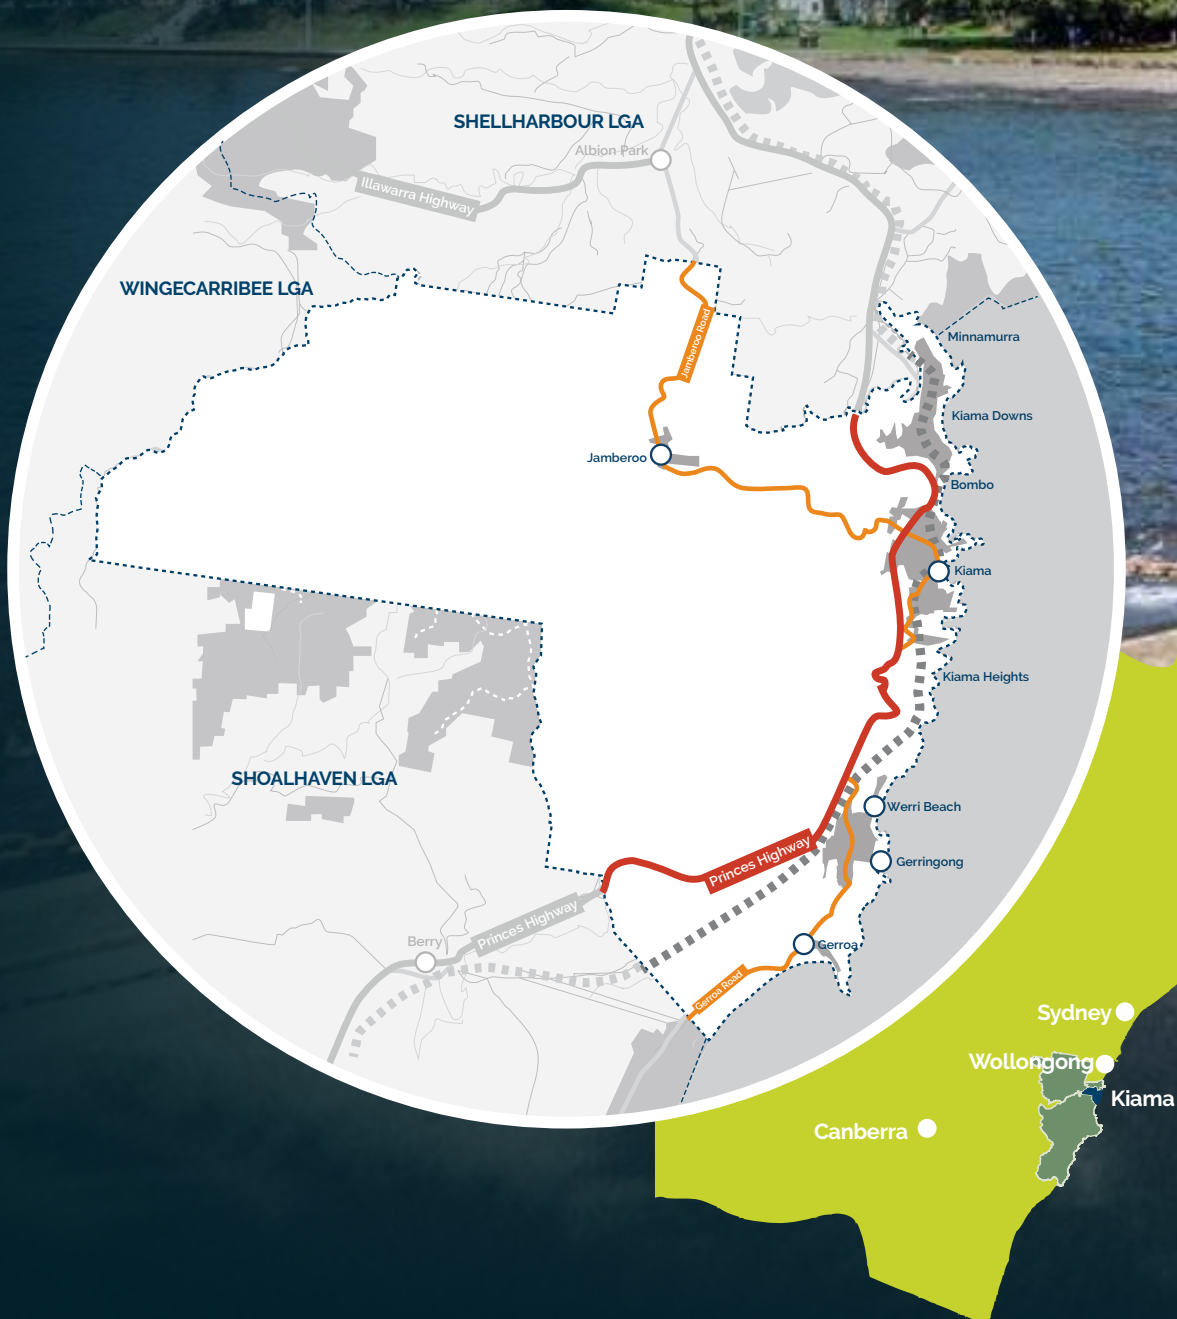 SHELLHARBOUR LGA
Albion Park
Illawarra Highway
WINGECARRIBEE LGA
Jamberoo Road
Minnamurra
Kiama Downs
Jamberoo
Bombo
Kiama
Kiama Heights
SHOALHAVEN LGA
Werri Beach
Princes Highway
Gerringong
Princes Highway
Berry
Gerroa
Gerroa Road
Sydney
Wollongong
Kiama
Canberra